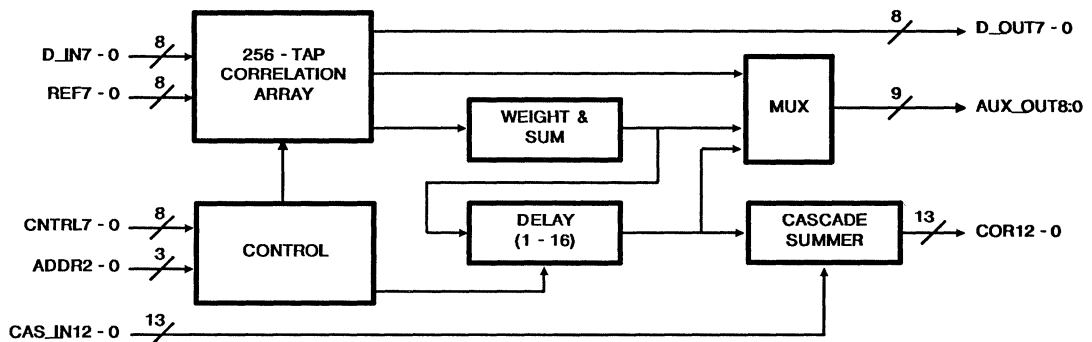 8
D_IN7 - 0
8
REF7 - 0
256 - TAP
CORRELATION
ARRAY
8
D_OUT7 - 0
WEIGHT &
SUM
MUX
9
AUX_OUT8:0
8
CNTRL7 - 0
3
ADDR2 - 0
CONTROL
DELAY
(1 - 16)
CASCADE
SUMMER
13
COR12 - 0
13
CAS_IN12 - 0